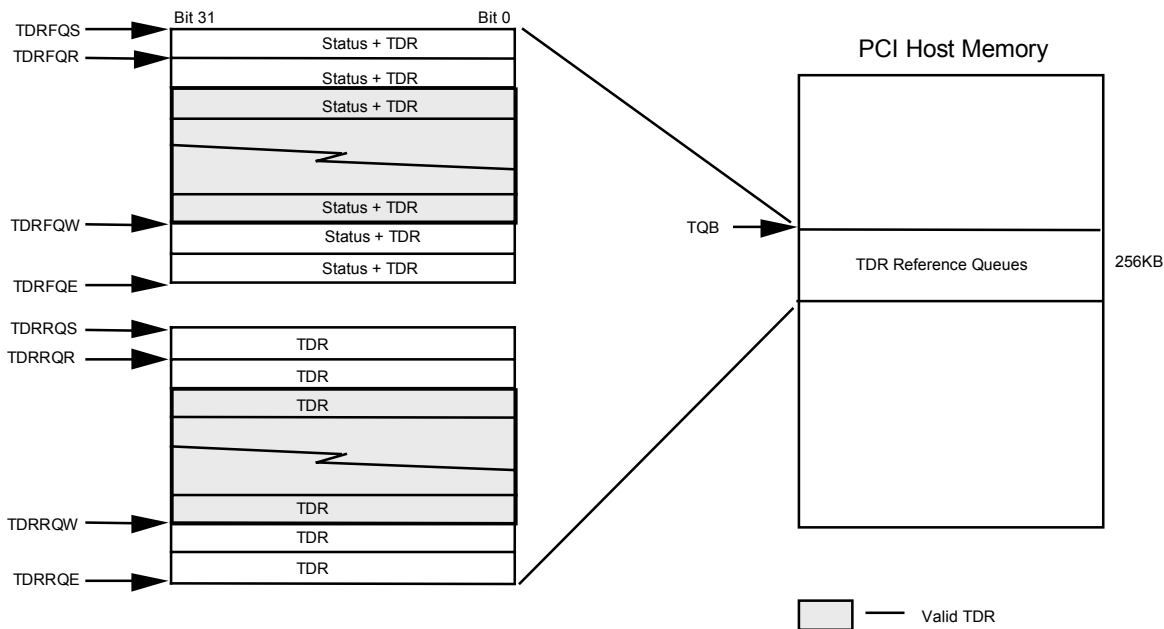 Bit 31 Bit 0
TDRFQS
Status + TDR
TDRFQR
Status + TDR
Status + TDR
Status + TDR
TDRFQW
Status + TDR
Status + TDR
TDRFQE
TDRRQS
TDR
TDRRQR
TDR
TDR
TDR
TDRRQW
TDR
TDR
TDRRQE
PCI Host Memory
TQB
TDR Reference Queues
256KB
Valid TDR